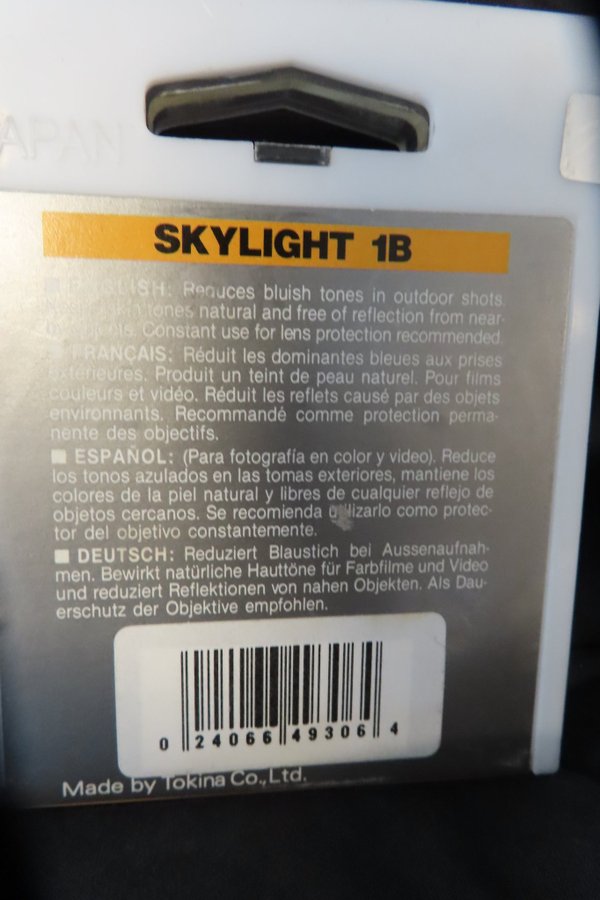 APAN
SKYLIGHT 1B
■ ENGLISH: Reduces bluish tones in outdoor shots.
skin tones natural and free of reflection from near-
Constant use for lens protection recommended.
■ FRANÇAIS: Réduit les dominantes bleues aux prises
extérieures. Produit un teint de peau naturel. Pour films
couleurs et vidéo. Réduit les reflets causé par des objets
environnants. Recommandé comme protection perma-
nente des objectifs.
■ ESPAÑOL: (Para fotografía en color y video). Reduce
los tonos azulados en las tomas exteriores, mantiene los
colores de la piel natural y libres de cualquier reflejo de
objetos cercanos. Se recomienda utilizarlo como protec-
tor del objetivo constantemente.
■ DEUTSCH: Reduziert Blaustich bei Aussenaufnah-
men. Bewirkt natürliche Hauttöne für Farbfilme und Video
und reduziert Reflektionen von nahen Objekten. Als Dau-
erschutz der Objektive empfohlen.
0 24066 49306 4
Made by Tokina Co., Ltd.